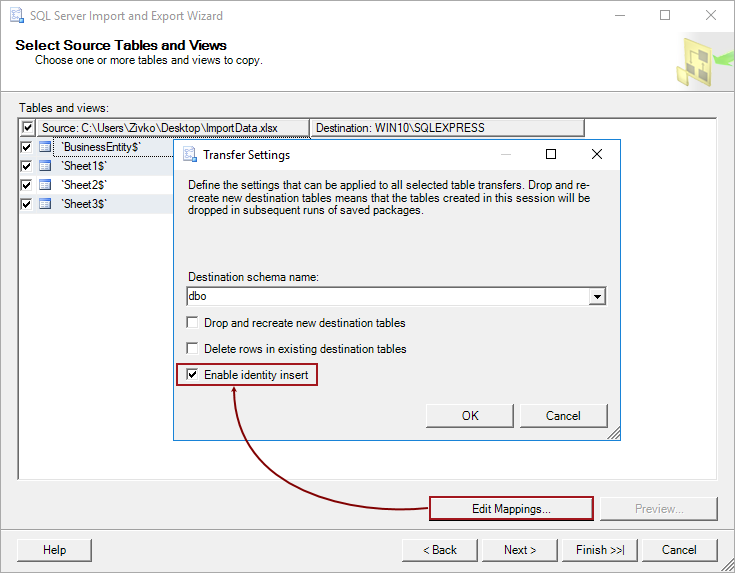 SQL Server Import and Export Wizard
Select Source Tables and Views
Choose one or more tables and views to copy.
Tables and views:
Source: C:\Users\Zivko\Desktop\ImportData.xlsx
Destination: WIN10\SQLEXPRESS
`BusinessEntity$`
`Sheet1$`
`Sheet2$`
`Sheet3$`
Transfer Settings
Define the settings that can be applied to all selected table transfers. Drop and re-
create new destination tables means that the tables created in this session will be
dropped in subsequent runs of saved packages.
Destination schema name:
dbo
Drop and recreate new destination tables
Delete rows in existing destination tables
Enable identity insert
OK
Cancel
Edit Mappings...
Preview...
Help
< Back
Next >
Finish >>|
Cancel